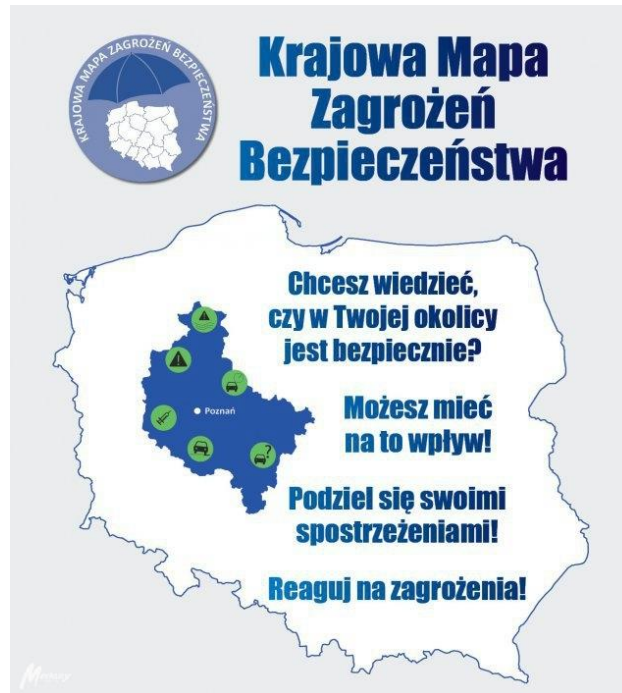 KRAJOWA MAPA ZAGROŻEŃ BEZPIECZEŃSTWA
Krajowa Mapa
Zagrożeń
Bezpieczeństwa
Chcesz wiedzieć,
czy w Twojej okolicy
jest bezpiecznie?
Możesz mieć
na to wpływ!
Poznań
Podziel się swoimi
spostrzeżeniami!
Reaguj na zagrożenia!